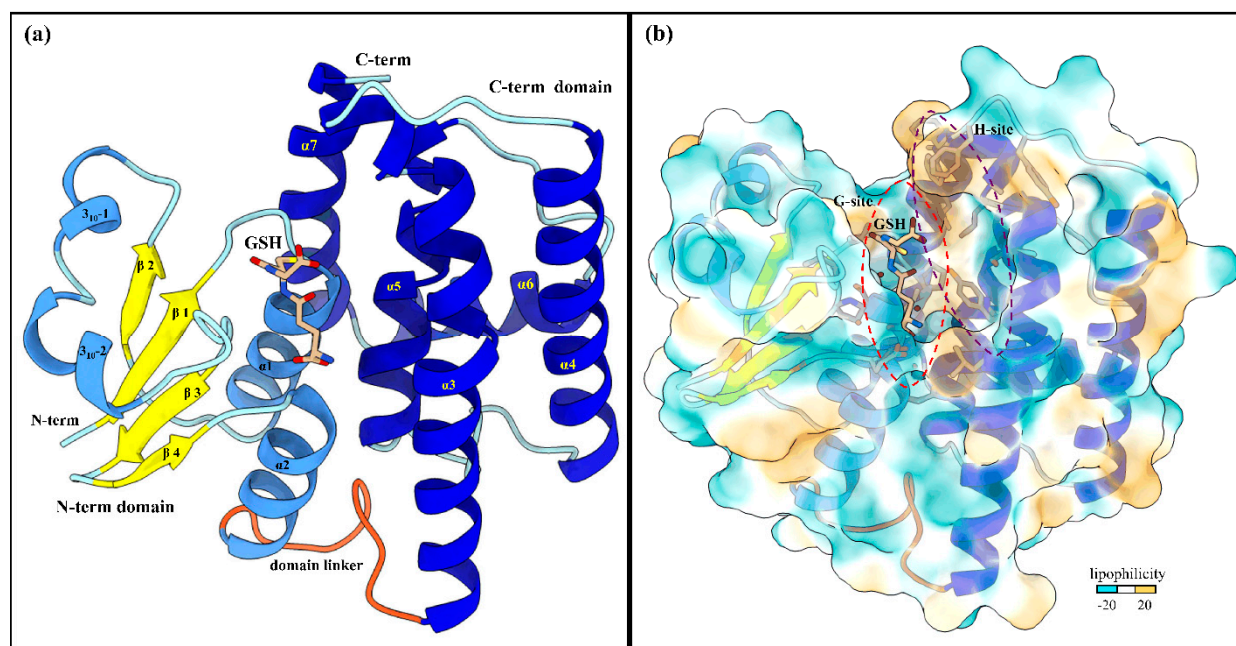 (a)
C-term
C-term domain
α7
3₁₀-1
GSH
β 2
β 1
α5
α6
3₁₀-2
α1
α3
α4
β 3
N-term
β 4
α2
N-term domain
domain linker
(b)
H-site
G-site
GSH
lipophilicity
-20 20